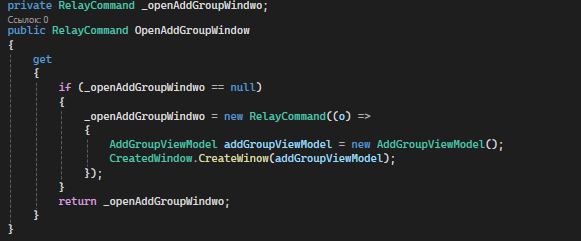 private RelayCommand _openAddGroupWindwo;
Ссылок: 0
public RelayCommand OpenAddGroupWindow
{
get
{
if (_openAddGroupWindwo == null)
{
_openAddGroupWindwo = new RelayCommand((o) =>
{
AddGroupViewModel addGroupViewModel = new AddGroupViewModel();
CreatedWindow.CreateWinow(addGroupViewModel);
});
}
return _openAddGroupWindwo;
}
}